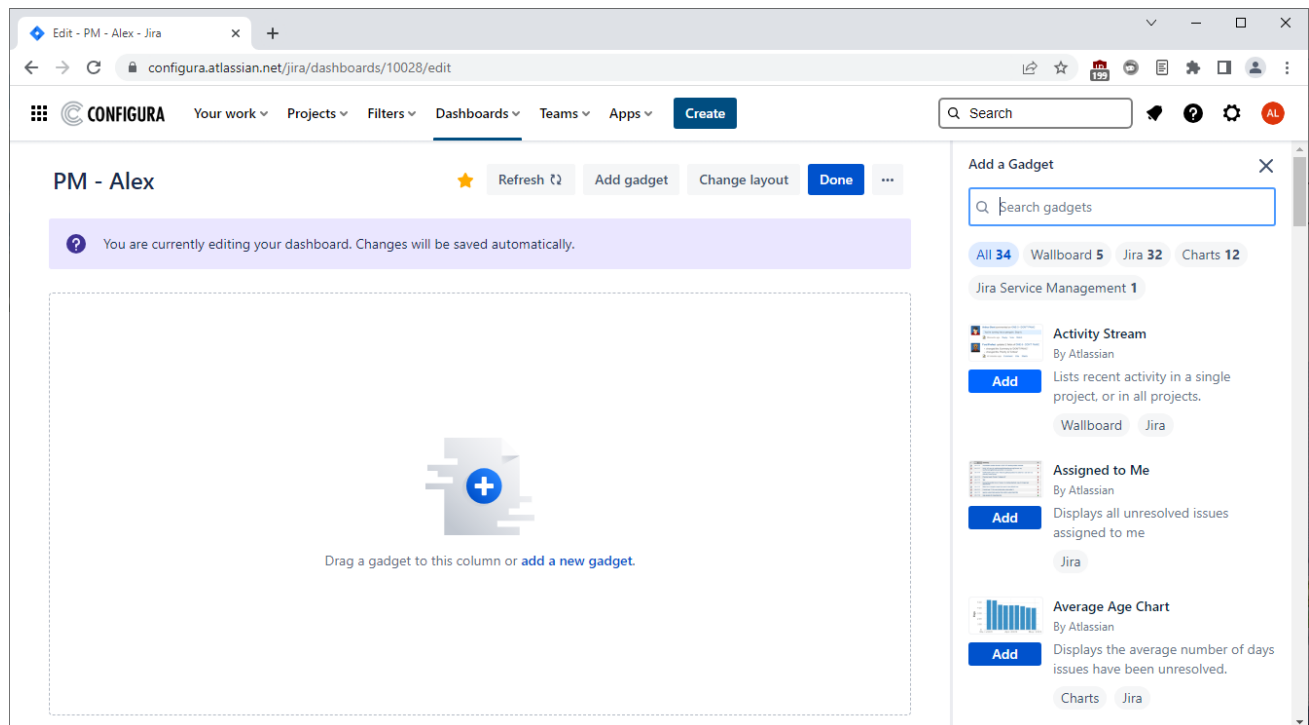 Edit - PM - Alex - Jira
configura.atlassian.net/jira/dashboards/10028/edit
199
CONFIGURA
Your work
Projects
Filters
Dashboards
Teams
Apps
Create
Search
AL
PM - Alex
Refresh
Add gadget
Change layout
Done
You are currently editing your dashboard. Changes will be saved automatically.
Drag a gadget to this column or add a new gadget.
Add a Gadget
Search gadgets
All 34
Wallboard 5
Jira 32
Charts 12
Jira Service Management 1
Activity Stream
By Atlassian
Add
Lists recent activity in a single
project, or in all projects.
Wallboard
Jira
Assigned to Me
By Atlassian
Add
Displays all unresolved issues
assigned to me
Jira
Average Age Chart
By Atlassian
Add
Displays the average number of days
issues have been unresolved.
Charts
Jira